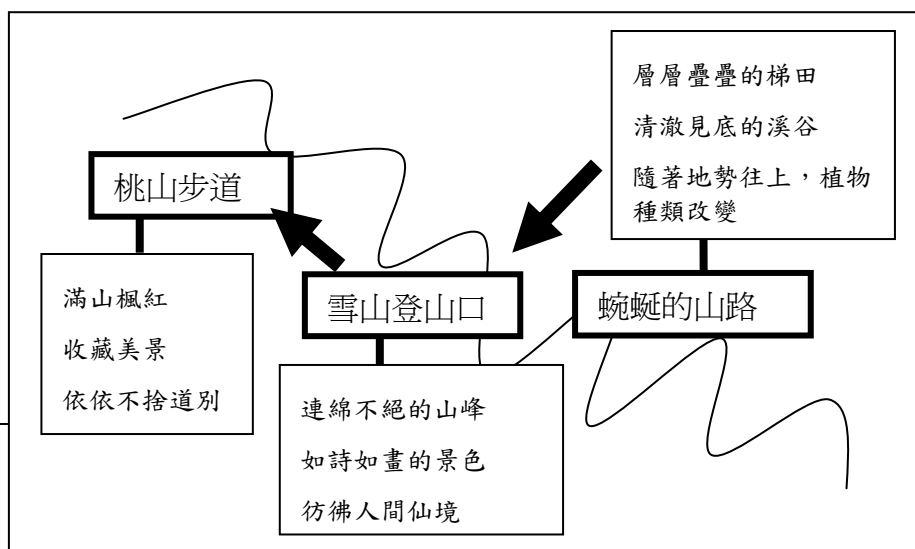 層層疊疊的梯田
清澈見底的溪谷
隨著地勢往上，植物
種類改變
桃山步道
滿山楓紅
收藏美景
依依不捨道別
雪山登山口
蜿蜒的山路
連綿不絕的山峰
如詩如畫的景色
彷彿人間仙境